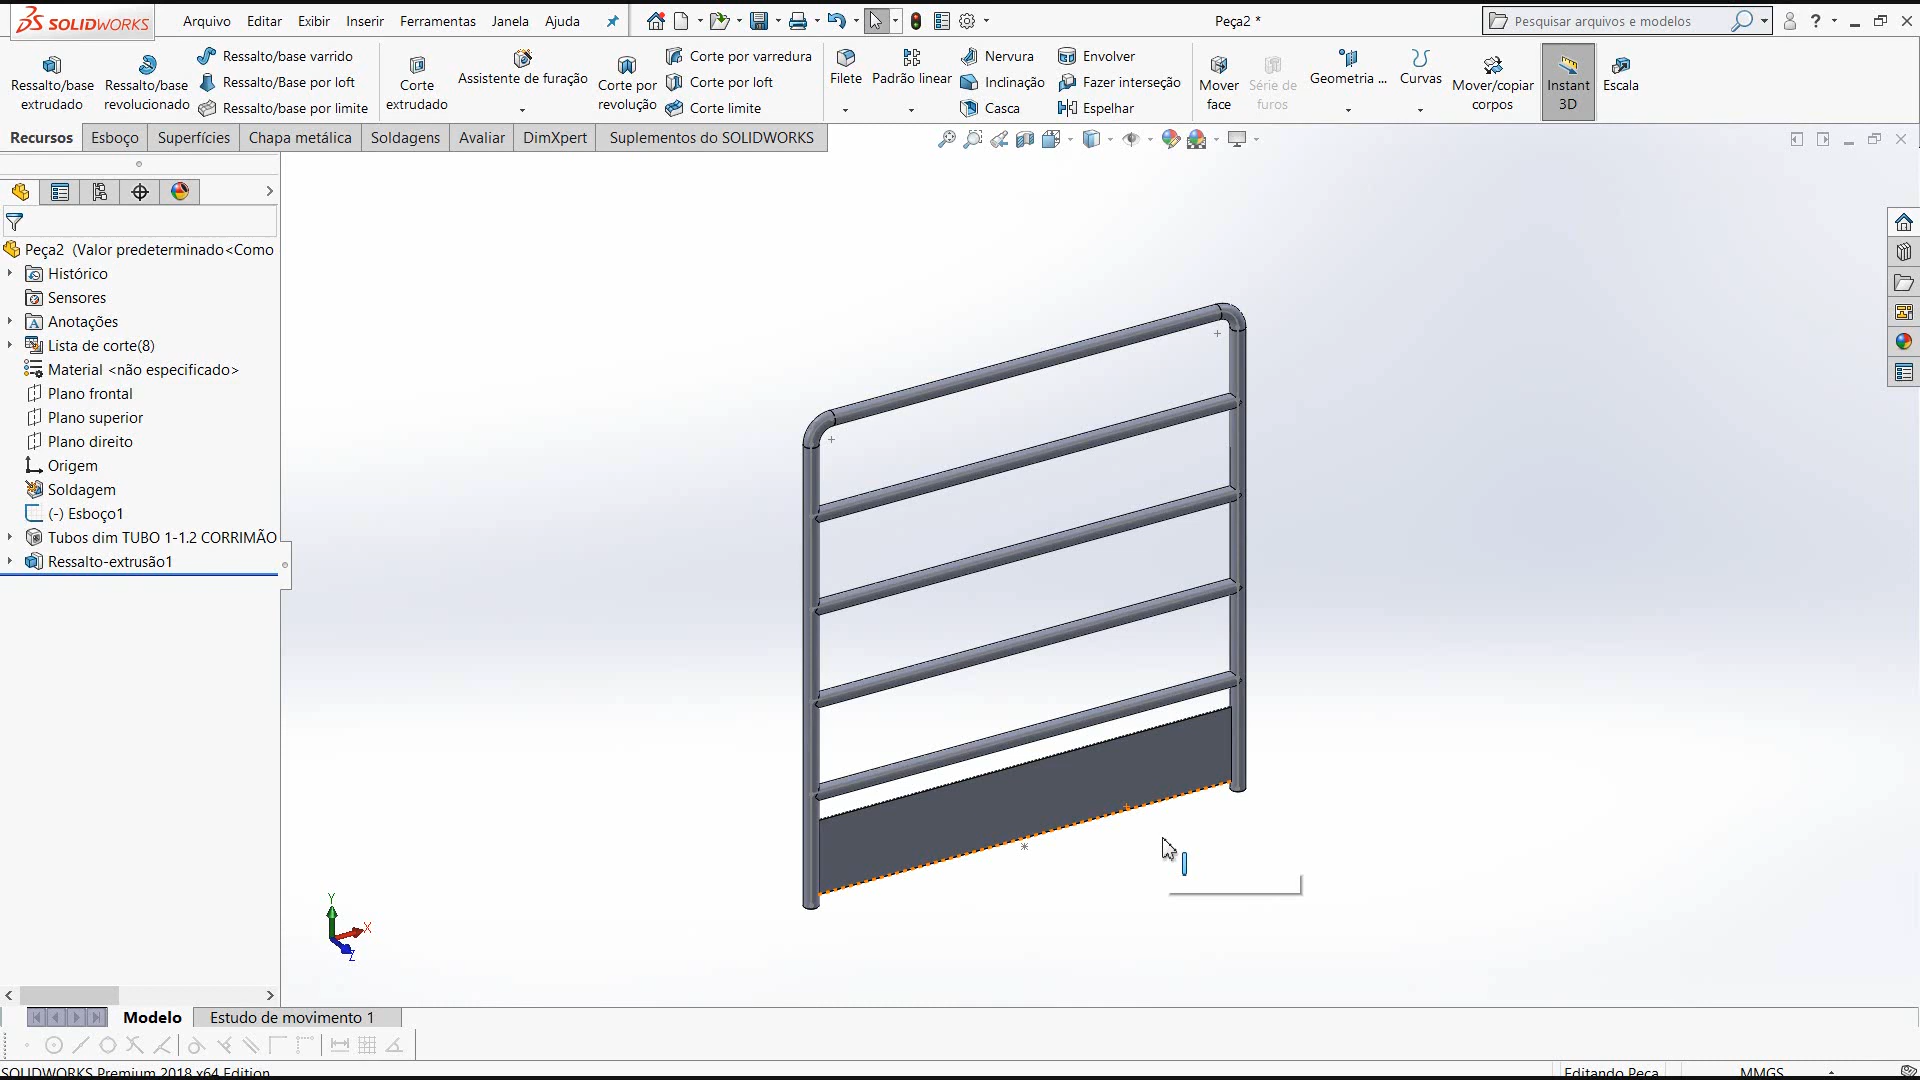 SOLIDWORKS
Arquivo Editar Exibir Inserir Ferramentas Janela Ajuda
Peça2 *
Pesquisar arquivos e modelos
?
Ressalto/base extrudado
Ressalto/base revolucionado
Ressalto/base varrido
Ressalto/Base por loft
Ressalto/base por limite
Corte extrudado
Assistente de furação
Corte por revolução
Corte por varredura
Corte por loft
Corte limite
Filete
Padrão linear
Nervura
Inclinação
Casca
Envolver
Fazer interseção
Espelhar
Mover face
Série de furos
Geometria ...
Curvas
Mover/copiar corpos
Instant 3D
Escala
Recursos Esboço Superfícies Chapa metálica Soldagens Avaliar DimXpert Suplementos do SOLIDWORKS
Peça2 (Valor predeterminado<Como
Histórico
Sensores
Anotações
Lista de corte(8)
Material <não especificado>
Plano frontal
Plano superior
Plano direito
Origem
Soldagem
(-) Esboço1
Tubos dim TUBO 1-1.2 CORRIMÃO
Ressalto-extrusão1
Y
X
Z
Modelo Estudo de movimento 1
SOLIDWORKS Premium 2018 x64 Edition
Editando Peça
MMGS